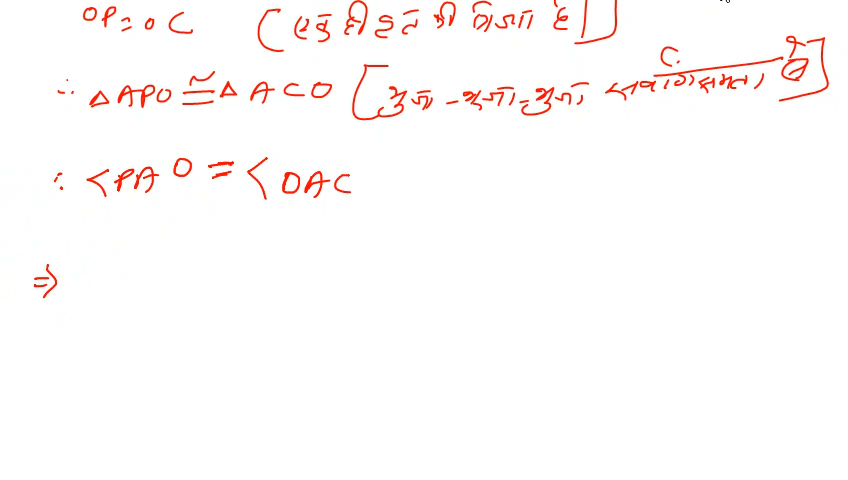 OP = OC [एक ही वृत्त की त्रिज्या है]
∴ △APO ≅ △ACO [भुजा-भुजा-भुजा सर्वांगसमता से]
∴ <PAO = <OAC
⇒